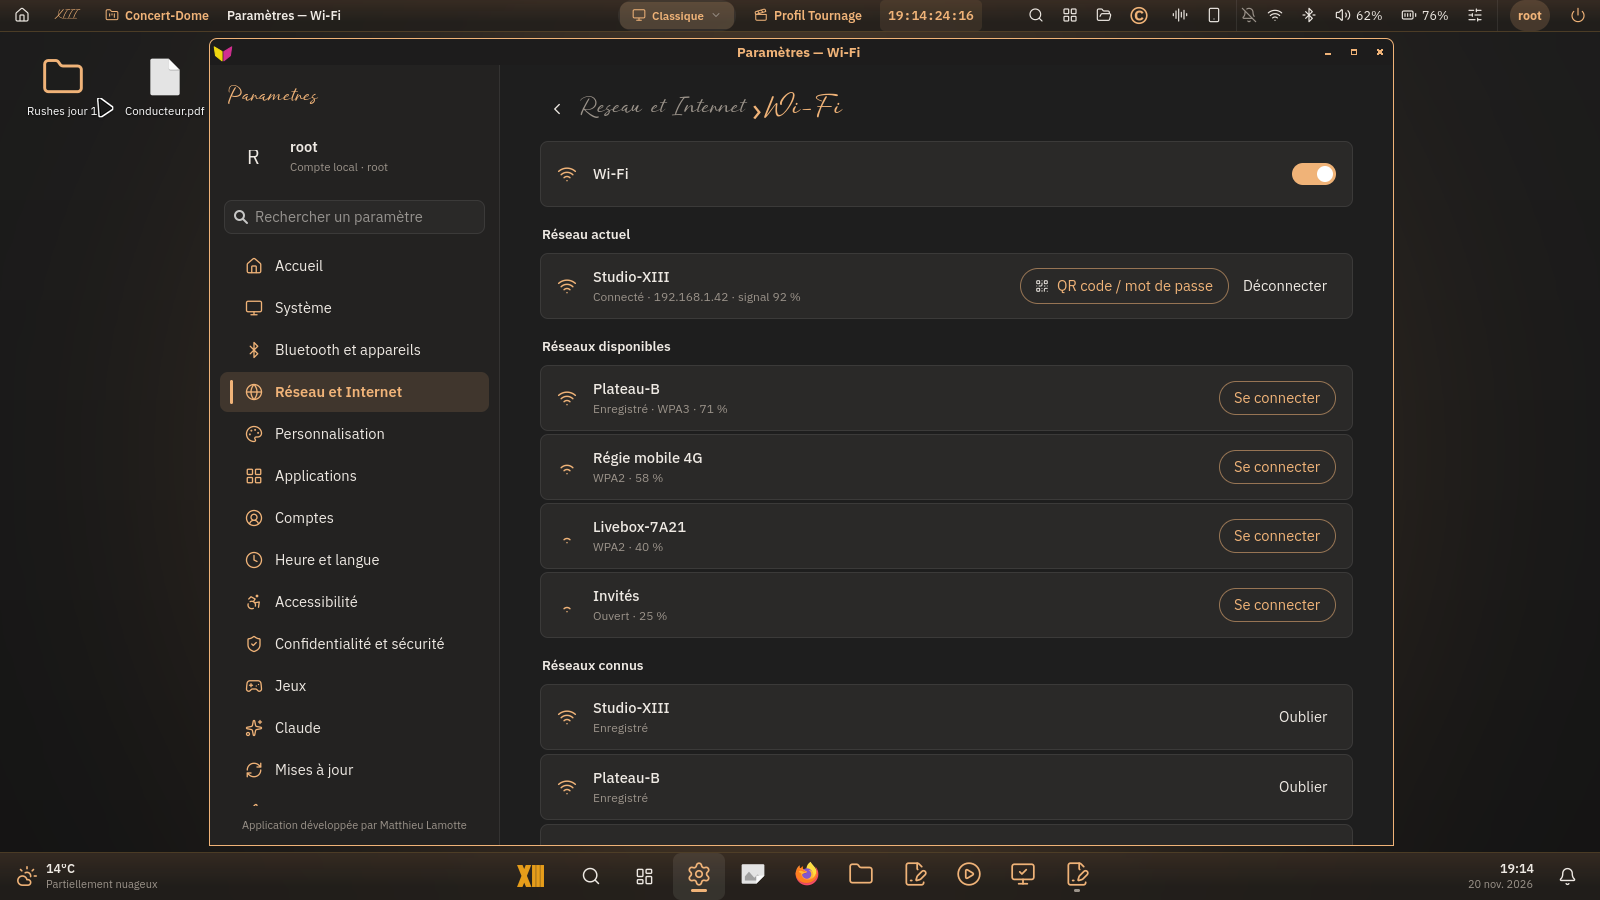 XIII
Concert-Dome
Paramètres — Wi-Fi
Classique
Profil Tournage
19:14:24:16
62%
76%
root
Rushes jour 1
Conducteur.pdf
Paramètres — Wi-Fi
Parametres
R
root
Compte local · root
Rechercher un paramètre
Accueil
Système
Bluetooth et appareils
Réseau et Internet
Personnalisation
Applications
Comptes
Heure et langue
Accessibilité
Confidentialité et sécurité
Jeux
Claude
Mises à jour
Application développée par Matthieu Lamotte
Reseau et Internet › Wi-Fi
Wi-Fi
Réseau actuel
Studio-XIII
Connecté · 192.168.1.42 · signal 92 %
QR code / mot de passe
Déconnecter
Réseaux disponibles
Plateau-B
Enregistré · WPA3 · 71 %
Se connecter
Régie mobile 4G
WPA2 · 58 %
Se connecter
Livebox-7A21
WPA2 · 40 %
Se connecter
Invités
Ouvert · 25 %
Se connecter
Réseaux connus
Studio-XIII
Enregistré
Oublier
Plateau-B
Enregistré
Oublier
14°C
Partiellement nuageux
XIII
19:14
20 nov. 2026